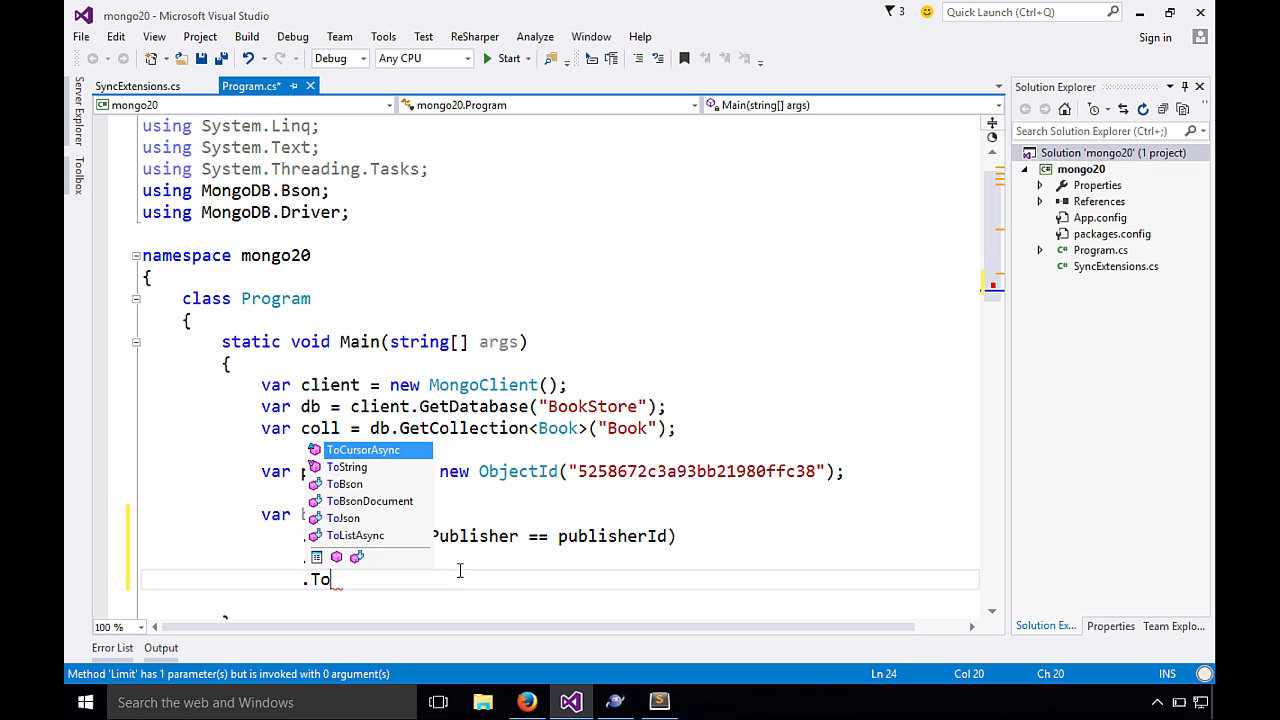 mongo20 - Microsoft Visual Studio
3
Quick Launch (Ctrl+Q)
File Edit View Project Build Debug Team Tools Test ReSharper Analyze Window Help
Sign in
Debug Any CPU Start
Server Explorer
Toolbox
SyncExtensions.cs Program.cs*
mongo20 mongo20.Program Main(string[] args)
using System.Linq;
using System.Text;
using System.Threading.Tasks;
using MongoDB.Bson;
using MongoDB.Driver;
namespace mongo20
{
class Program
{
static void Main(string[] args)
{
var client = new MongoClient();
var db = client.GetDatabase("BookStore");
var coll = db.GetCollection<Book>("Book");
var p new ObjectId("5258672c3a93bb21980ffc38");
var b
.Publisher == publisherId)
.
.To
}
ToCursorAsync
ToString
ToBson
ToBsonDocument
ToJson
ToListAsync
100 %
Solution Explorer
Search Solution Explorer (Ctrl+;)
Solution 'mongo20' (1 project)
mongo20
Properties
References
App.config
packages.config
Program.cs
SyncExtensions.cs
Solution Ex... Properties Team Explo...
Error List Output
Method 'Limit' has 1 parameter(s) but is invoked with 0 argument(s)
Ln 24 Col 20 Ch 20 INS
Search the web and Windows